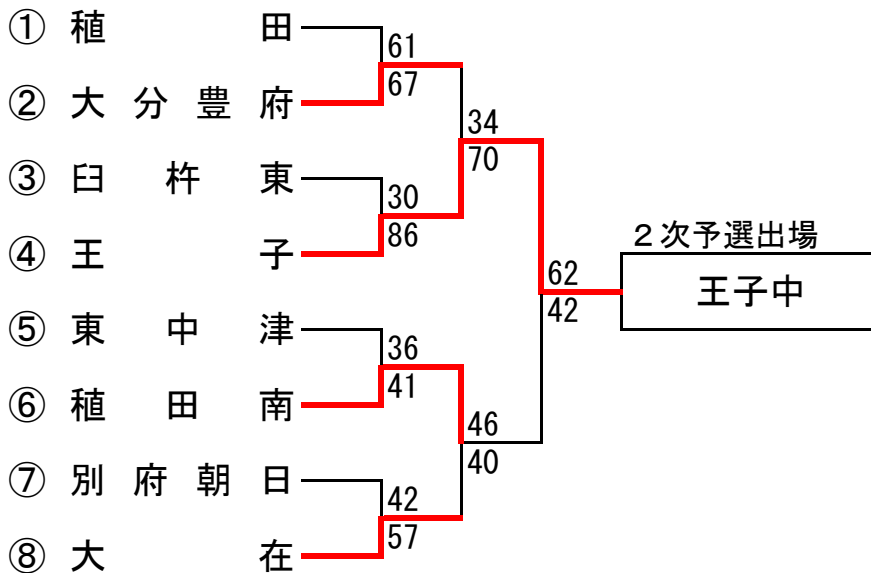 ① 稙田
61
② 大分豊府
67
34
③ 臼杵東
70
30
④ 王子
86
２次予選出場
62
王子中
42
⑤ 東中津
36
⑥ 稙田南
41
46
40
⑦ 別府朝日
42
⑧ 大在
57